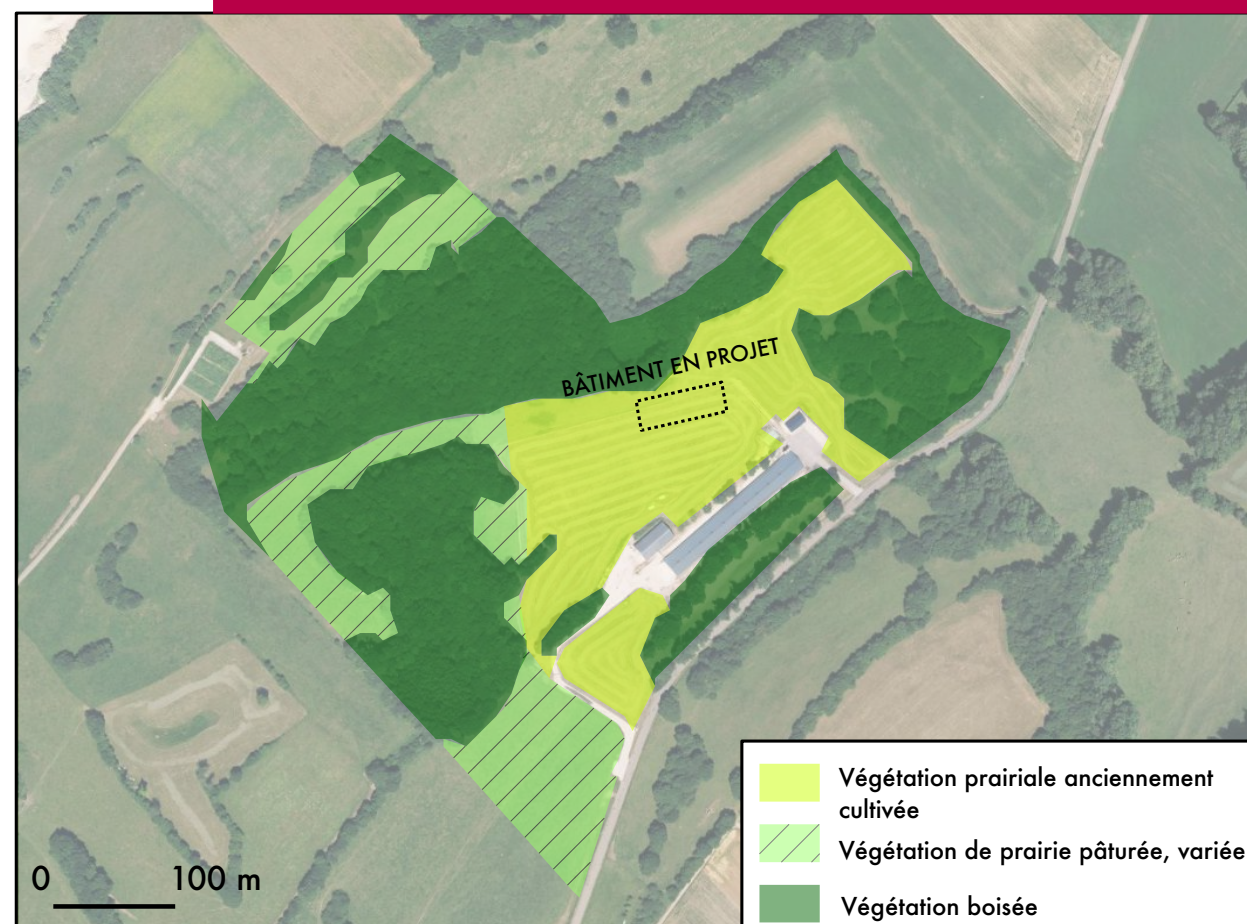 BÂTIMENT EN PROJET
Végétation prairiale anciennement
cultivée
Végétation de prairie pâturée, variée
Végétation boisée
0 100 m